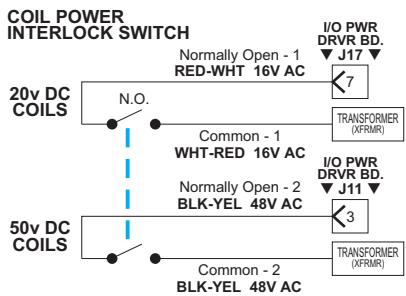 COIL POWER
INTERLOCK SWITCH
I/O PWR
DRVR BD.
▼ J17 ▼
Normally Open - 1
RED-WHT 16V AC
7
20v DC
COILS
N.O.
TRANSFORMER
(XFRMR)
Common - 1
WHT-RED 16V AC
I/O PWR
DRVR BD.
▼ J11 ▼
Normally Open - 2
BLK-YEL 48V AC
3
50v DC
COILS
TRANSFORMER
(XFRMR)
Common - 2
BLK-YEL 48V AC